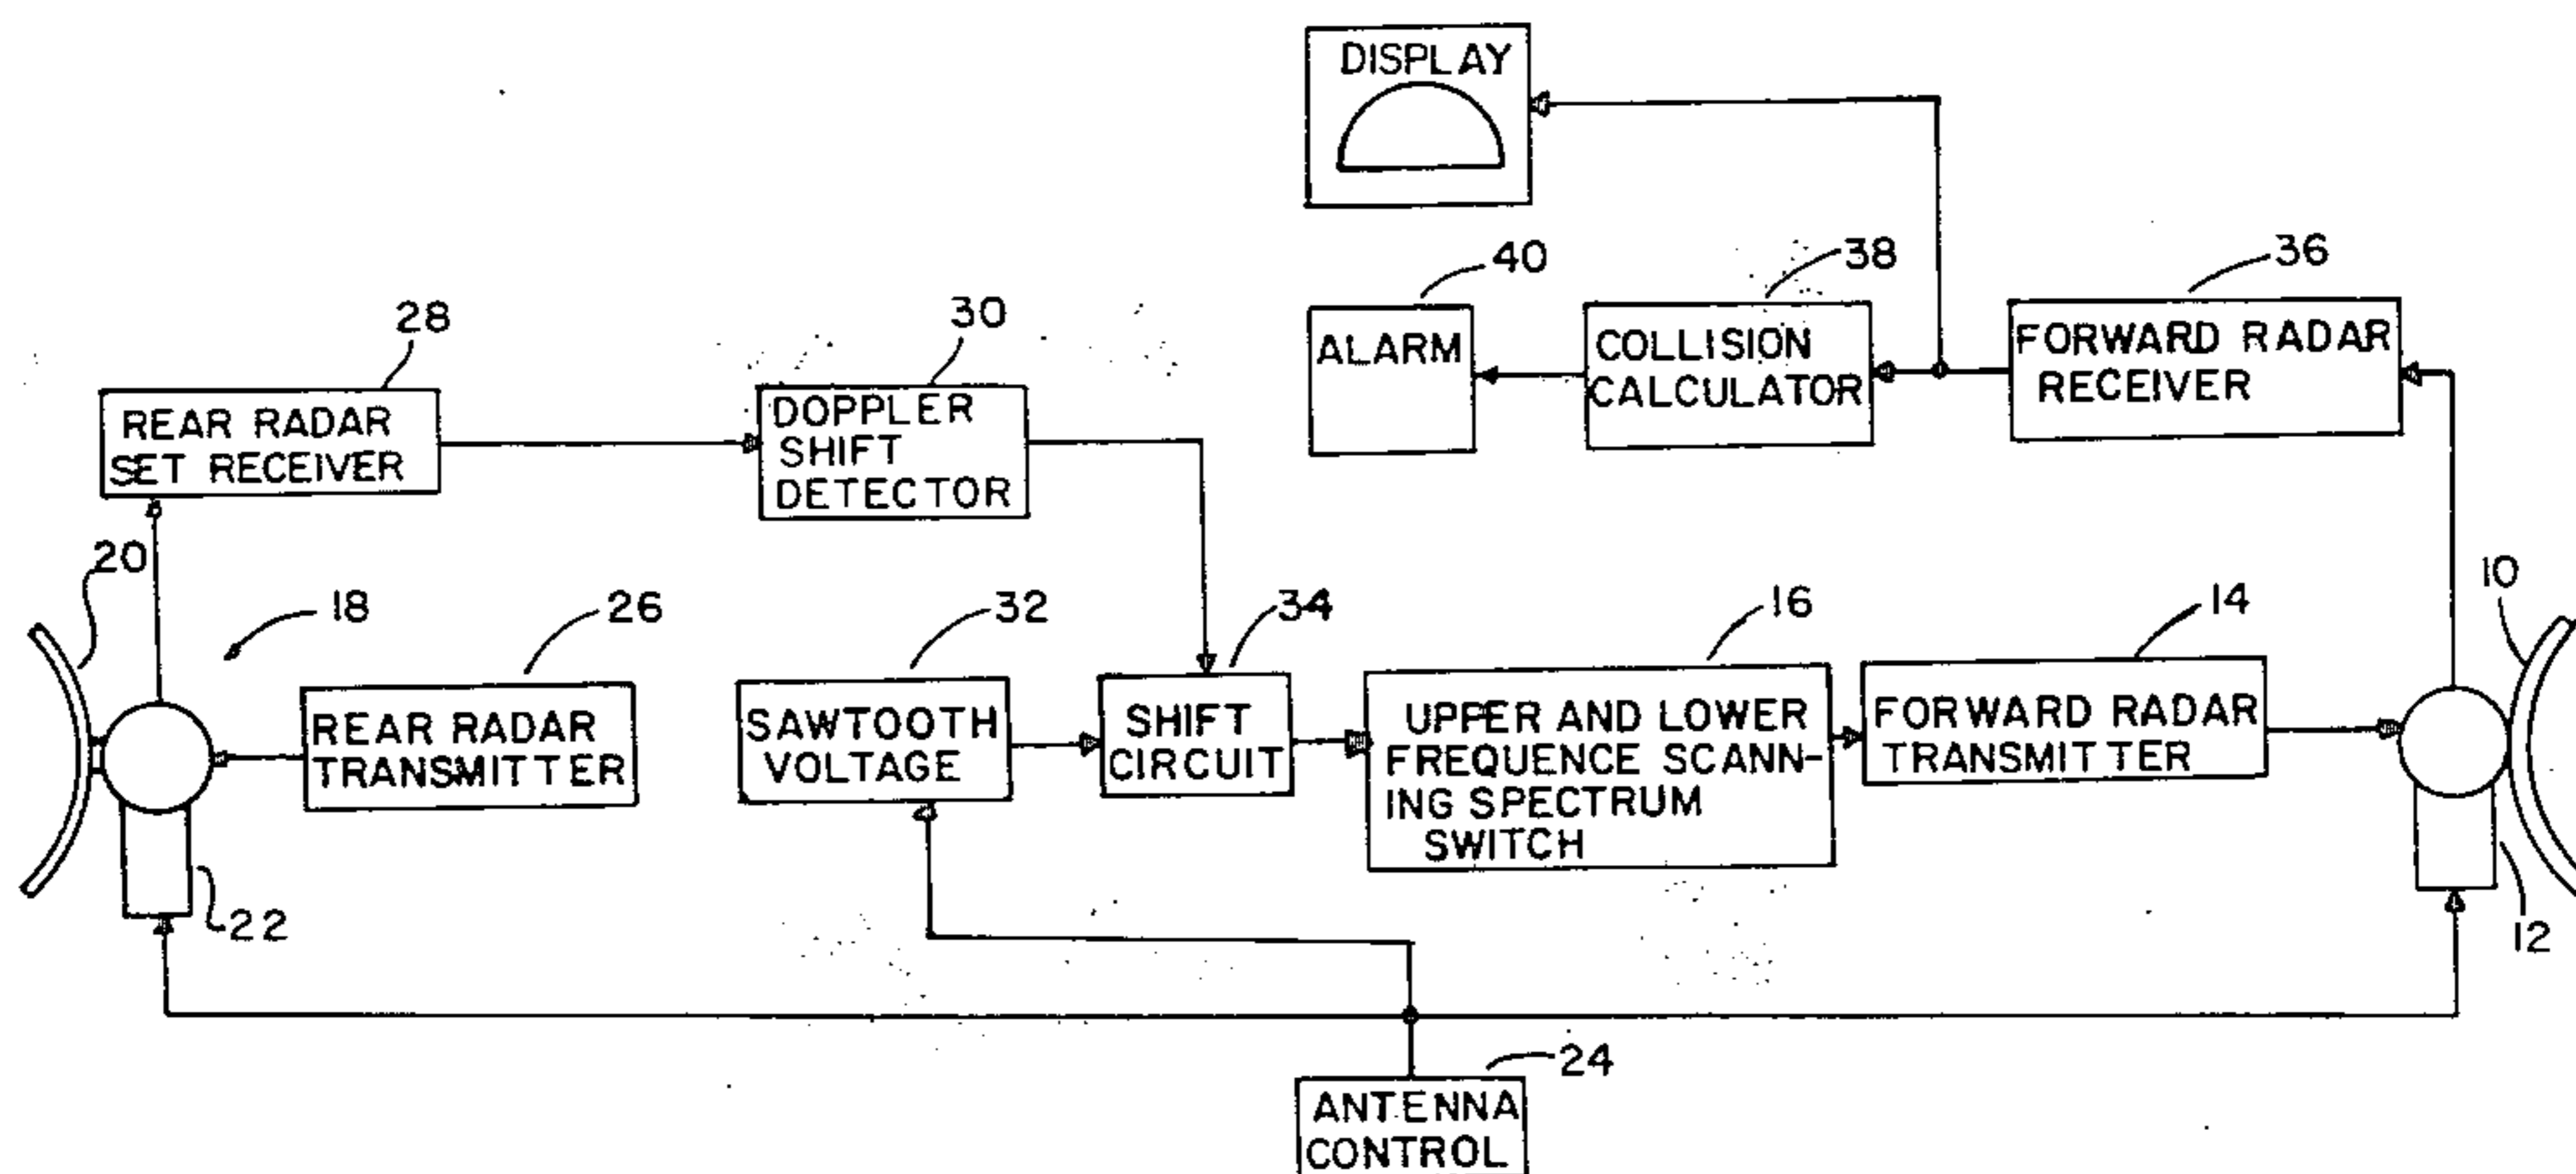 DISPLAY
40
38
36
28
30
ALARM
COLLISION
CALCULATOR
FORWARD RADAR
RECEIVER
REAR RADAR
SET RECEIVER
DOPPLER
SHIFT
DETECTOR
20
18
26
32
34
16
14
10
REAR RADAR
TRANSMITTER
SAWTOOTH
VOLTAGE
SHIFT
CIRCUIT
UPPER AND LOWER
FREQUENCE SCANN-
ING SPECTRUM
SWITCH
FORWARD RADAR
TRANSMITTER
22
12
24
ANTENNA
CONTROL